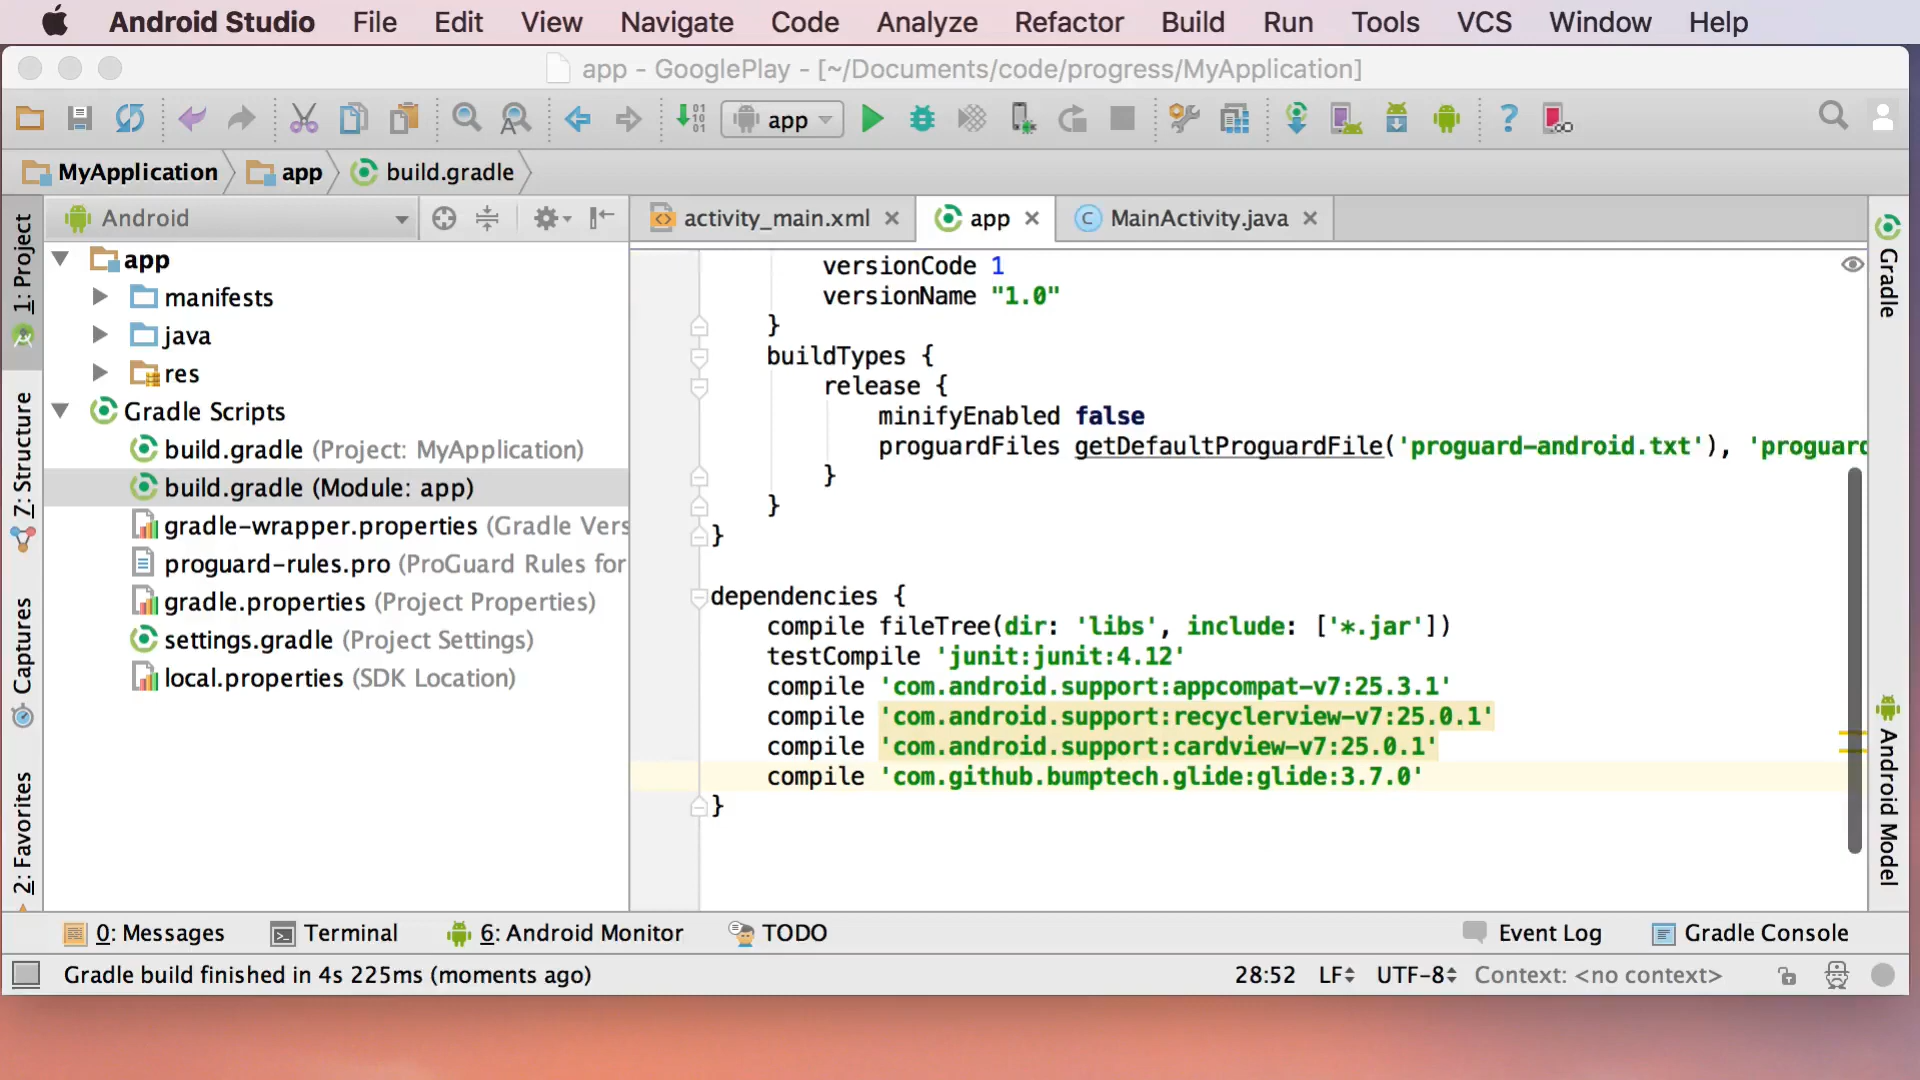 Android Studio File Edit View Navigate Code Analyze Refactor Build Run Tools VCS Window Help
app - GooglePlay - [~/Documents/code/progress/MyApplication]
app
MyApplication app build.gradle
1: Project
7: Structure
Captures
2: Favorites
Android
app
manifests
java
res
Gradle Scripts
build.gradle (Project: MyApplication)
build.gradle (Module: app)
gradle-wrapper.properties (Gradle Vers
proguard-rules.pro (ProGuard Rules for
gradle.properties (Project Properties)
settings.gradle (Project Settings)
local.properties (SDK Location)
activity_main.xml app MainActivity.java
versionCode 1
versionName "1.0"
}
buildTypes {
release {
minifyEnabled false
proguardFiles getDefaultProguardFile('proguard-android.txt'), 'proguard
}
}
}
dependencies {
compile fileTree(dir: 'libs', include: ['*.jar'])
testCompile 'junit:junit:4.12'
compile 'com.android.support:appcompat-v7:25.3.1'
compile 'com.android.support:recyclerview-v7:25.0.1'
compile 'com.android.support:cardview-v7:25.0.1'
compile 'com.github.bumptech.glide:glide:3.7.0'
}
Gradle
Android Model
0: Messages Terminal 6: Android Monitor TODO Event Log Gradle Console
Gradle build finished in 4s 225ms (moments ago) 28:52 LF UTF-8 Context: <no context>